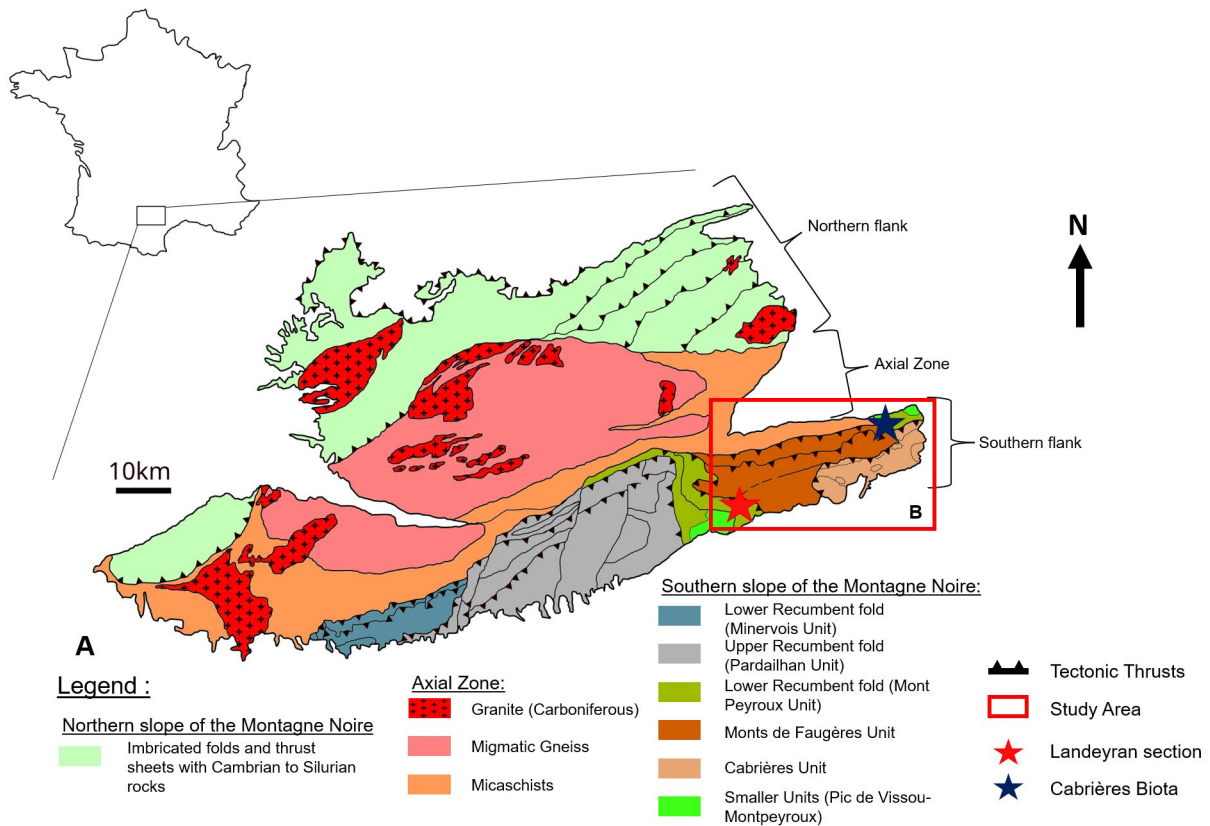 Northern flank
N
Axial Zone
Southern flank
10km
B
A
Legend :
Northern slope of the Montagne Noire
Imbricated folds and thrust
sheets with Cambrian to Silurian
rocks
Axial Zone:
Granite (Carboniferous)
Migmatic Gneiss
Micaschists
Southern slope of the Montagne Noire:
Lower Recumbent fold
(Minervois Unit)
Upper Recumbent fold
(Pardailhan Unit)
Lower Recumbent fold (Mont
Peyroux Unit)
Monts de Faugères Unit
Cabrières Unit
Smaller Units (Pic de Vissou-
Montpeyroux)
Tectonic Thrusts
Study Area
Landeyran section
Cabrières Biota